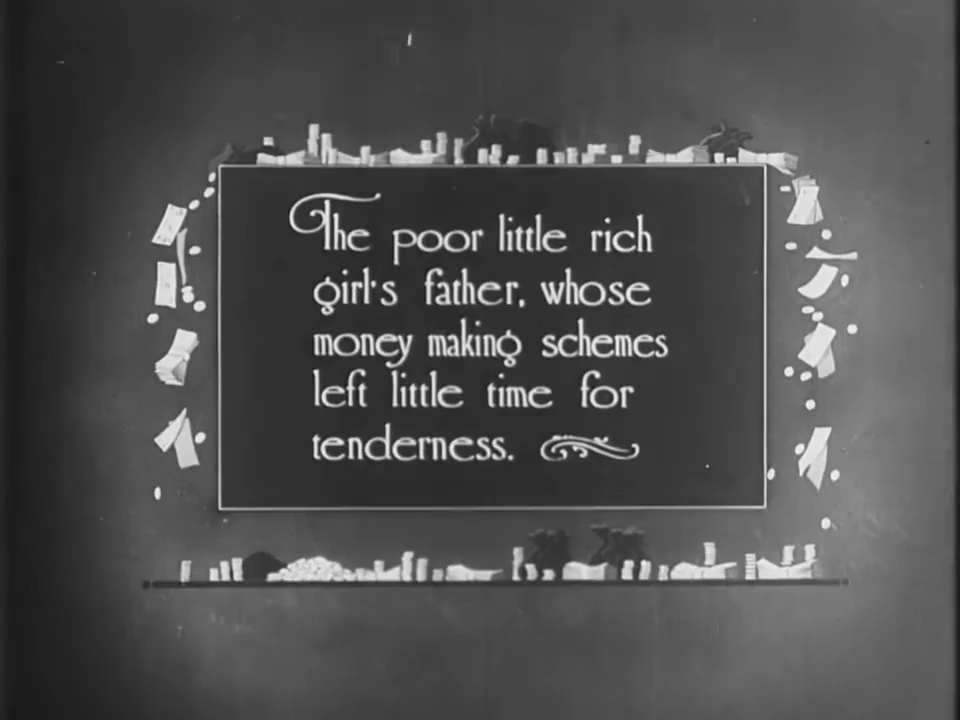 The poor little rich
girl's father, whose
money making schemes
left little time for
tenderness.